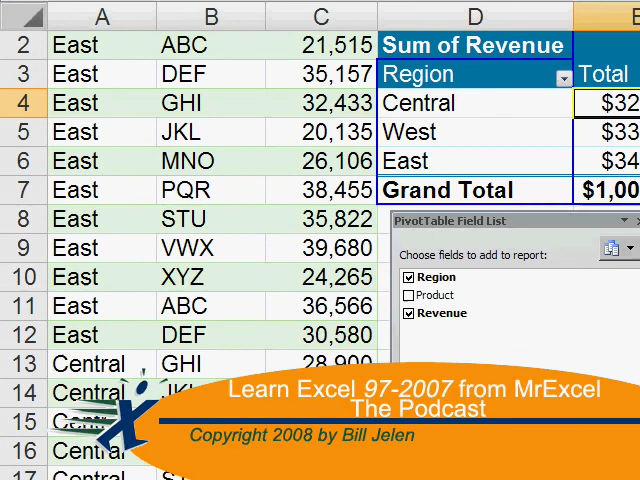 A B C D E
2 East ABC 21,515 Sum of Revenue
3 East DEF 35,157 Region Total
4 East GHI 32,433 Central $32
5 East JKL 20,135 West $33
6 East MNO 26,106 East $34
7 East PQR 38,455 Grand Total $1,00
8 East STU 35,822
PivotTable Field List
9 East VWX 39,680
Choose fields to add to report:
10 East XYZ 24,265
Region
Product
11 East ABC 36,566
Revenue
12 East DEF 30,580
13 Central GHI 28,900
14 Central
15 Central
16 Central
17 Central
Learn Excel 97-2007 from MrExcel
The Podcast
Copyright 2008 by Bill Jelen